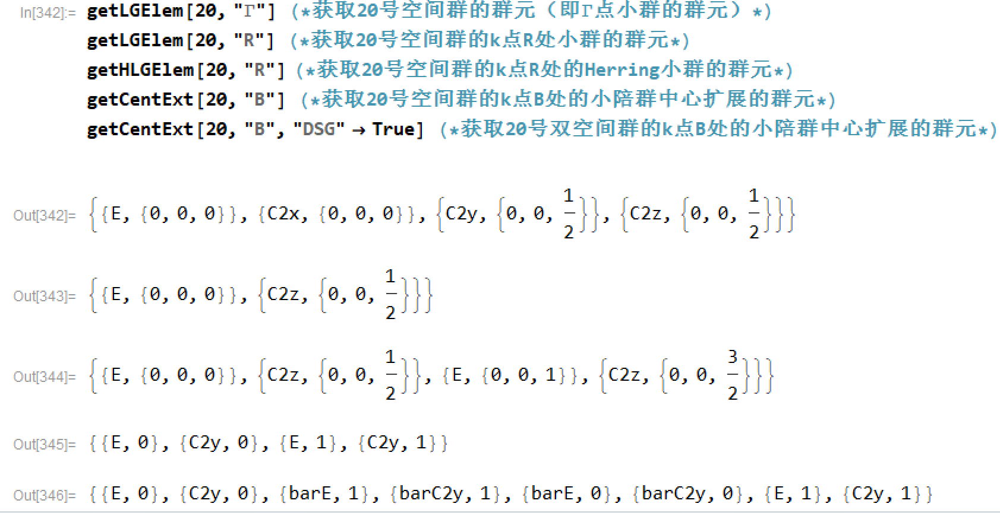 In[342]:= getLGElem[20, "Γ"] (*获取20号空间群的群元（即Γ点小群的群元）*)
getLGElem[20, "R"] (*获取20号空间群的k点R处小群的群元*)
getHLGElem[20, "R"] (*获取20号空间群的k点R处的Herring小群的群元*)
getCentExt[20, "B"] (*获取20号空间群的k点B处的小陪群中心扩展的群元*)
getCentExt[20, "B", "DSG" → True] (*获取20号双空间群的k点B处的小陪群中心扩展的群元*)
Out[342]= {{E, {0, 0, 0}}, {C2x, {0, 0, 0}}, {C2y, {0, 0, 1/2}}, {C2z, {0, 0, 1/2}}}
Out[343]= {{E, {0, 0, 0}}, {C2z, {0, 0, 1/2}}}
Out[344]= {{E, {0, 0, 0}}, {C2z, {0, 0, 1/2}}, {E, {0, 0, 1}}, {C2z, {0, 0, 3/2}}}
Out[345]= {{E, 0}, {C2y, 0}, {E, 1}, {C2y, 1}}
Out[346]= {{E, 0}, {C2y, 0}, {barE, 1}, {barC2y, 1}, {barE, 0}, {barC2y, 0}, {E, 1}, {C2y, 1}}